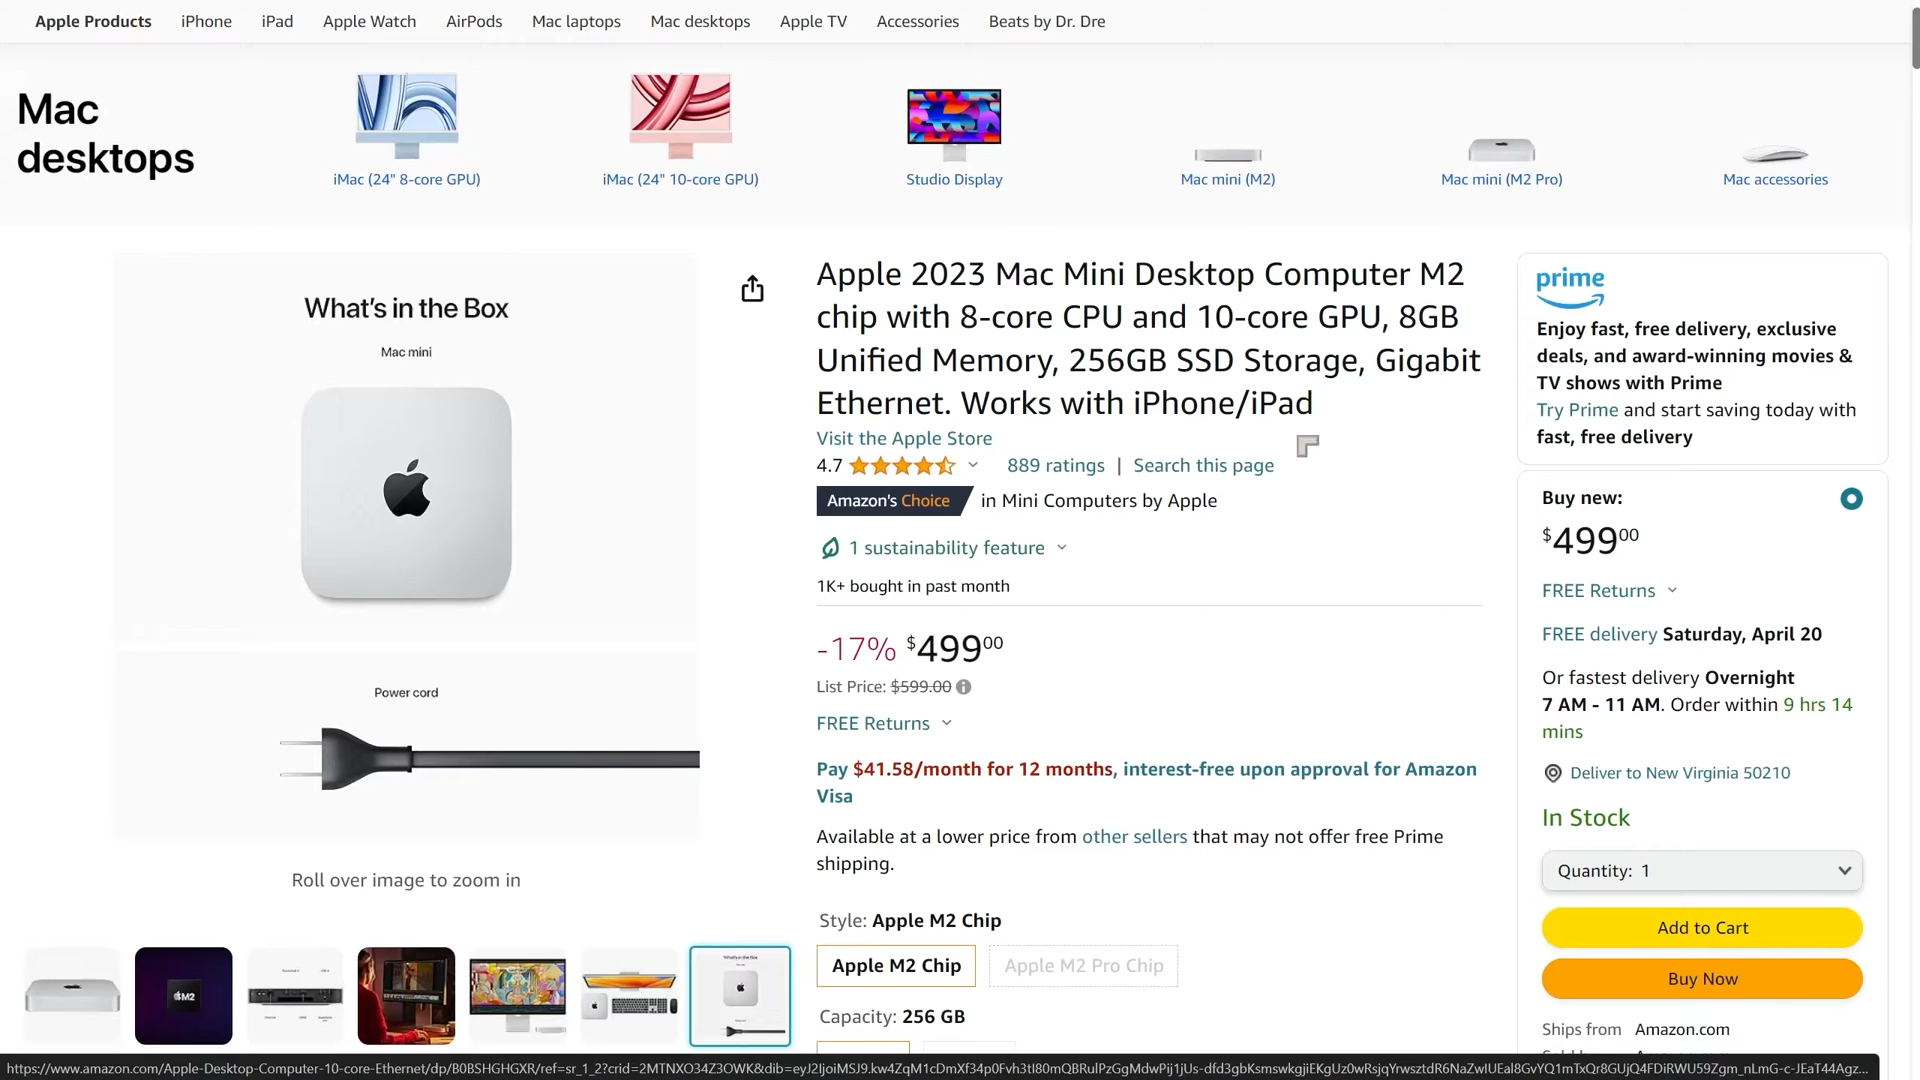 Apple Products iPhone iPad Apple Watch AirPods Mac laptops Mac desktops Apple TV Accessories Beats by Dr. Dre
Mac
desktops
iMac (24" 8-core GPU) iMac (24" 10-core GPU) Studio Display Mac mini (M2) Mac mini (M2 Pro) Mac accessories
What's in the Box
Mac mini
Power cord
Roll over image to zoom in
M2
Apple 2023 Mac Mini Desktop Computer M2
chip with 8-core CPU and 10-core GPU, 8GB
Unified Memory, 256GB SSD Storage, Gigabit
Ethernet. Works with iPhone/iPad
Visit the Apple Store
4.7 889 ratings | Search this page
Amazon's Choice in Mini Computers by Apple
1 sustainability feature
1K+ bought in past month
-17% $49900
List Price: $599.00
FREE Returns
Pay $41.58/month for 12 months, interest-free upon approval for Amazon
Visa
Available at a lower price from other sellers that may not offer free Prime
shipping.
Style: Apple M2 Chip
Apple M2 Chip Apple M2 Pro Chip
Capacity: 256 GB
prime
Enjoy fast, free delivery, exclusive
deals, and award-winning movies &
TV shows with Prime
Try Prime and start saving today with
fast, free delivery
Buy new:
$49900
FREE Returns
FREE delivery Saturday, April 20
Or fastest delivery Overnight
7 AM - 11 AM. Order within 9 hrs 14
mins
Deliver to New Virginia 50210
In Stock
Quantity: 1
Add to Cart
Buy Now
Ships from Amazon.com